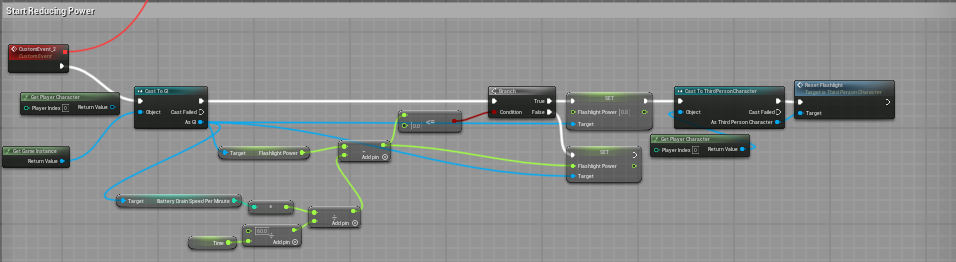 Start Reducing Power
CustomEvent_2
Custom Event
Get Player Character
Player Index 0 Return Value
Get Game Instance
Return Value
Cast To GI
Object Cast Failed
As GI
Target Flashlight Power
Target Battery Drain Speed Per Minute
Time
60.0
÷
Add pin
÷
Add pin
-
Add pin
<=
0.0
Branch
True
Condition False
SET
Flashlight Power 0.0
Target
SET
Flashlight Power
Target
Cast To ThirdPersonCharacter
Object Cast Failed
As Third Person Character
Get Player Character
Player Index 0 Return Value
Reset Flashlight
Target is Third Person Character
Target